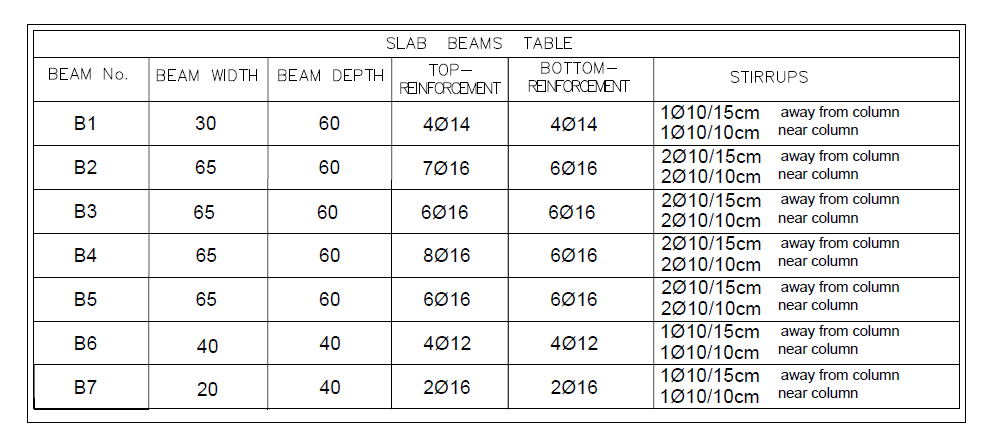 SLAB BEAMS TABLE
BEAM No. BEAM WIDTH BEAM DEPTH TOP– REINFORCEMENT BOTTOM– REINFORCEMENT STIRRUPS
B1 30 60 4Ø14 4Ø14 1Ø10/15cm away from column
1Ø10/10cm near column
B2 65 60 7Ø16 6Ø16 2Ø10/15cm away from column
2Ø10/10cm near column
B3 65 60 6Ø16 6Ø16 2Ø10/15cm away from column
2Ø10/10cm near column
B4 65 60 8Ø16 6Ø16 2Ø10/15cm away from column
2Ø10/10cm near column
B5 65 60 6Ø16 6Ø16 2Ø10/15cm away from column
2Ø10/10cm near column
B6 40 40 4Ø12 4Ø12 1Ø10/15cm away from column
1Ø10/10cm near column
B7 20 40 2Ø16 2Ø16 1Ø10/15cm away from column
1Ø10/10cm near column